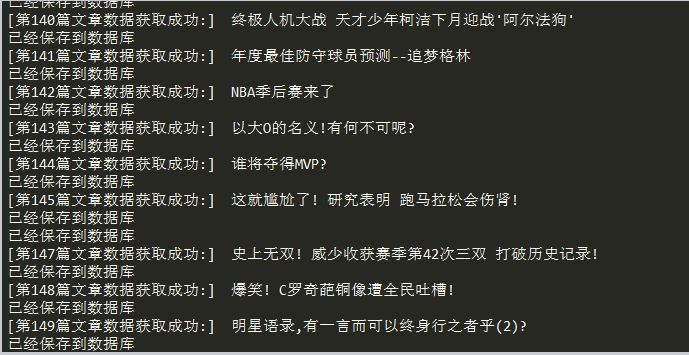 已经保存到数据库
[第140篇文章数据获取成功:] 终极人机大战 天才少年柯洁下月迎战'阿尔法狗'
已经保存到数据库
[第141篇文章数据获取成功:] 年度最佳防守球员预测--追梦格林
已经保存到数据库
[第142篇文章数据获取成功:] NBA季后赛来了
已经保存到数据库
[第143篇文章数据获取成功:] 以大O的名义!有何不可呢?
已经保存到数据库
[第144篇文章数据获取成功:] 谁将夺得MVP?
已经保存到数据库
[第145篇文章数据获取成功:] 这就尴尬了! 研究表明 跑马拉松会伤肾!
已经保存到数据库
已经保存到数据库
[第147篇文章数据获取成功:] 史上无双! 威少收获赛季第42次三双 打破历史记录!
已经保存到数据库
[第148篇文章数据获取成功:] 爆笑! C罗奇葩铜像遭全民吐槽!
已经保存到数据库
[第149篇文章数据获取成功:] 明星语录,有一言而可以终身行之者乎(2)?
已经保存到数据库